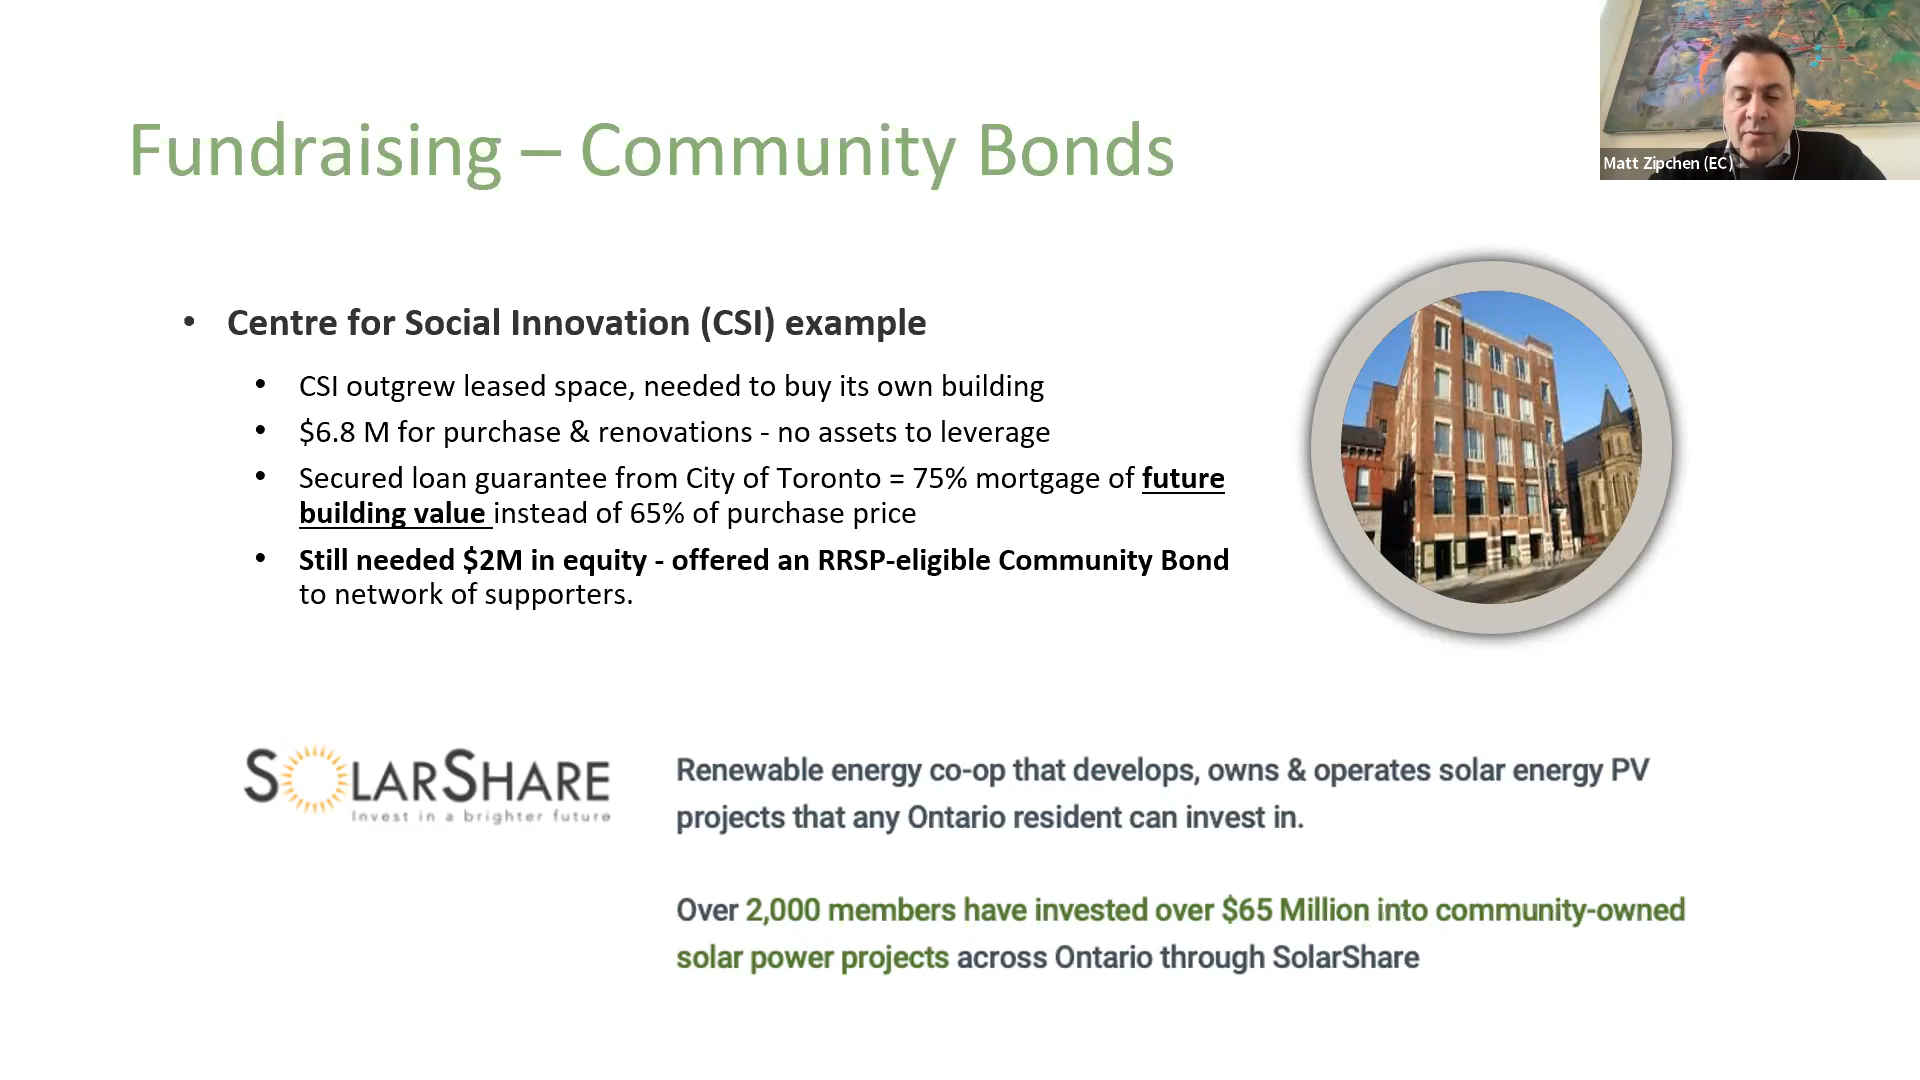 Fundraising – Community Bonds
Matt Zipchen (EC)
• Centre for Social Innovation (CSI) example
• CSI outgrew leased space, needed to buy its own building
• $6.8 M for purchase & renovations - no assets to leverage
• Secured loan guarantee from City of Toronto = 75% mortgage of future
building value instead of 65% of purchase price
• Still needed $2M in equity - offered an RRSP-eligible Community Bond
to network of supporters.
SOLARSHARE
Invest in a brighter future
Renewable energy co-op that develops, owns & operates solar energy PV
projects that any Ontario resident can invest in.
Over 2,000 members have invested over $65 Million into community-owned
solar power projects across Ontario through SolarShare